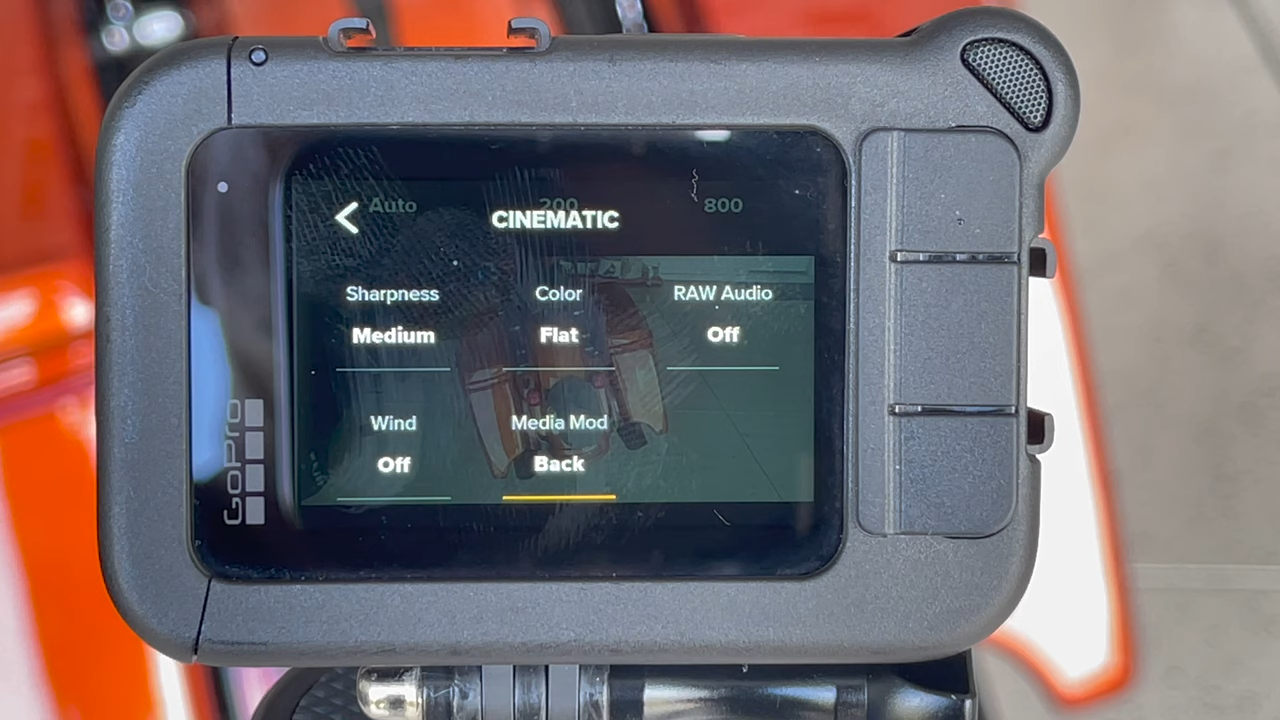 Auto 200 800
CINEMATIC
Sharpness Color RAW Audio
Medium Flat Off
Wind Media Mod
Off Back
GoPro